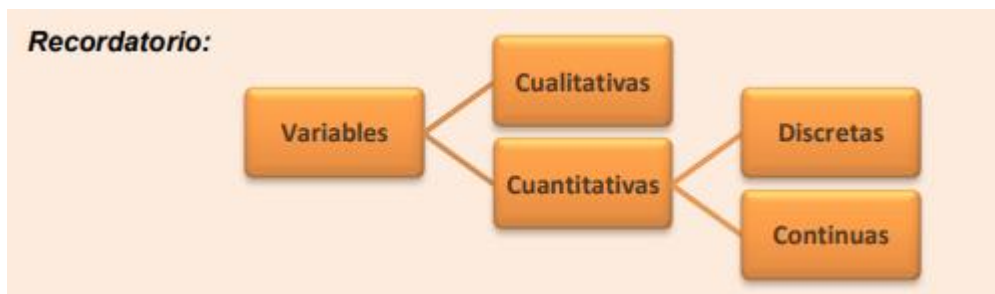 Recordatorio:
Variables
Cualitativas
Cuantitativas
Discretas
Continuas